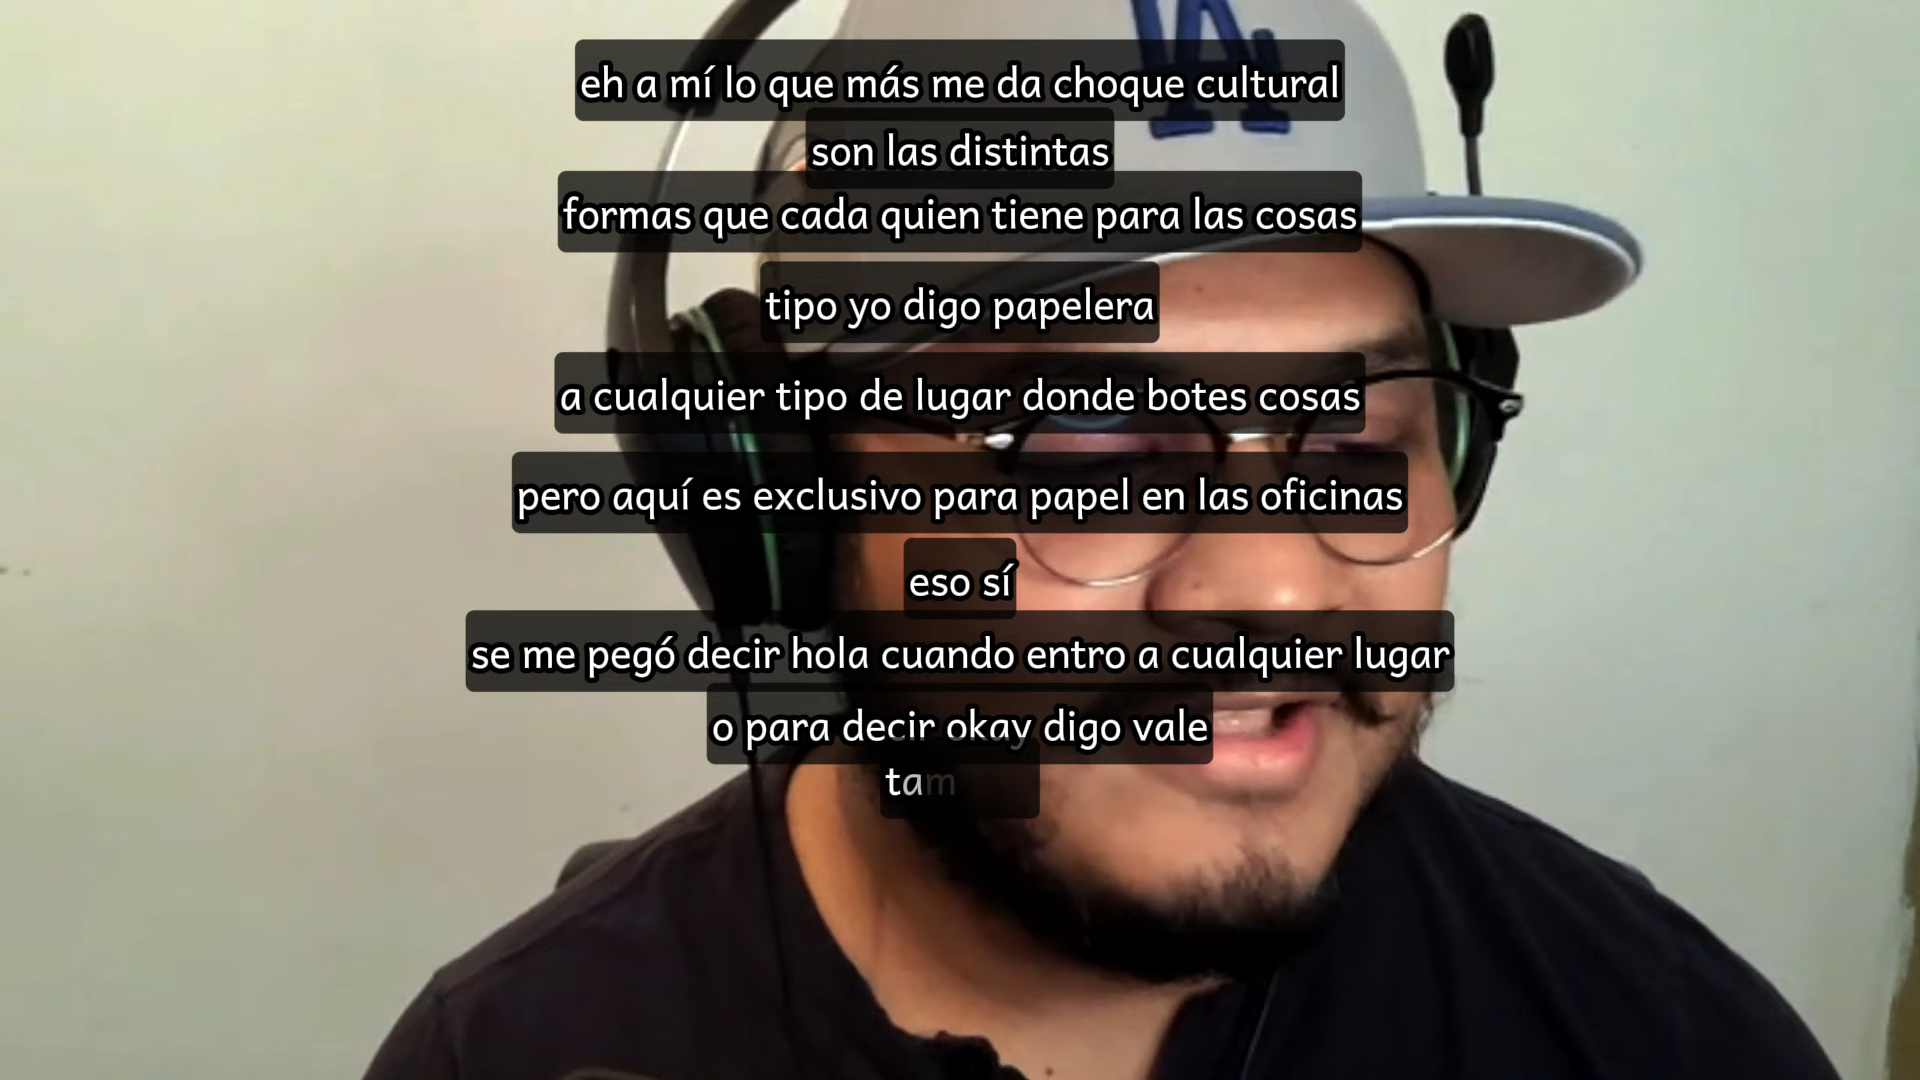 LA
eh a mí lo que más me da choque cultural
son las distintas
formas que cada quien tiene para las cosas
tipo yo digo papelera
a cualquier tipo de lugar donde botes cosas
pero aquí es exclusivo para papel en las oficinas
eso sí
se me pegó decir hola cuando entro a cualquier lugar
o para decir okay digo vale
tam